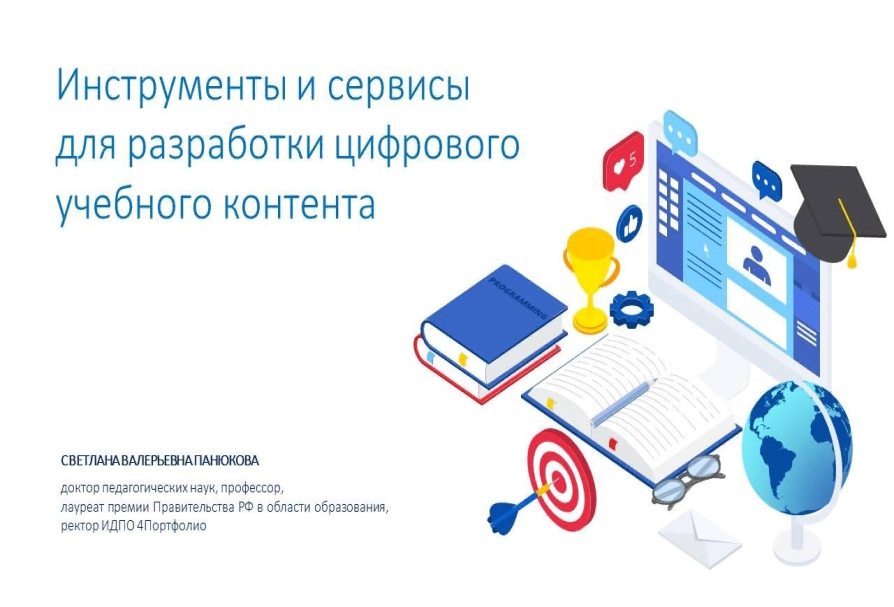 Инструменты и сервисы
для разработки цифрового
учебного контента
PROGRAMMING
5
СВЕТЛАНА ВАЛЕРЬЕВНА ПАНЮКОВА
доктор педагогических наук, профессор,
лауреат премии Правительства РФ в области образования,
ректор ИДПО 4Портфолио